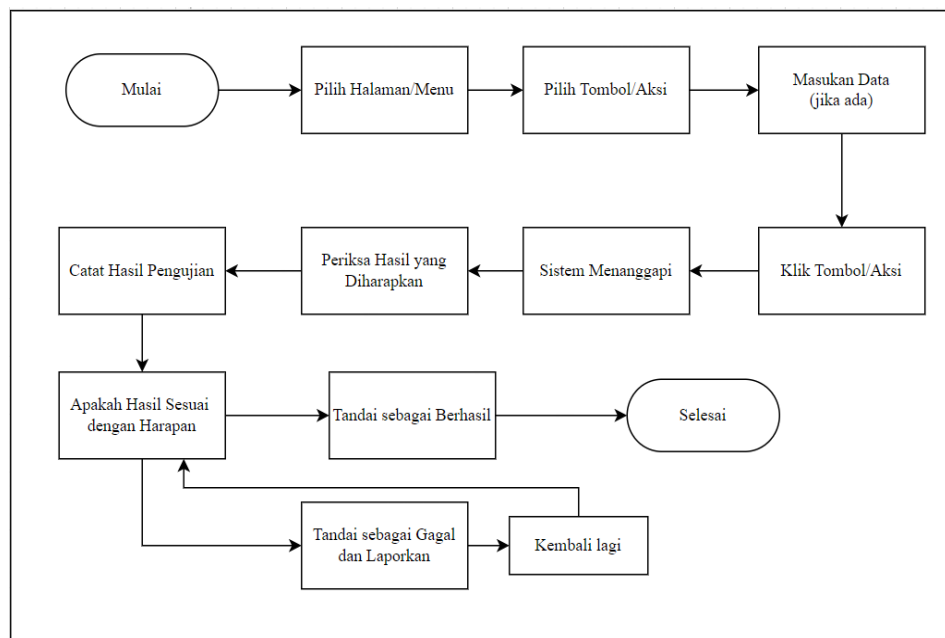 Mulai
Pilih Halaman/Menu
Pilih Tombol/Aksi
Masukan Data
(jika ada)
Klik Tombol/Aksi
Sistem Menanggapi
Periksa Hasil yang
Diharapkan
Catat Hasil Pengujian
Apakah Hasil Sesuai
dengan Harapan
Tandai sebagai Berhasil
Selesai
Tandai sebagai Gagal
dan Laporkan
Kembali lagi